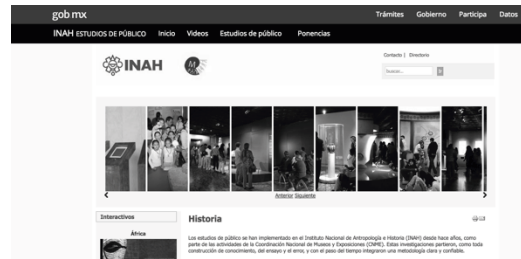 gob mx
Trámites Gobierno Participa Datos
INAH ESTUDIOS DE PÚBLICO Inicio Videos Estudios de público Ponencias
INAH
Contacto | Directorio
buscar...
Anterior Siguiente
Interactivos
África
Historia
Los estudios de público se han implementado en el Instituto Nacional de Antropología e Historia (INAH) desde hace años, como
parte de las actividades de la Coordinación Nacional de Museos y Exposiciones (CNME). Estas investigaciones partieron, como toda
construcción de conocimiento, del ensayo y el error, y con el paso del tiempo integraron una metodología clara y confiable.